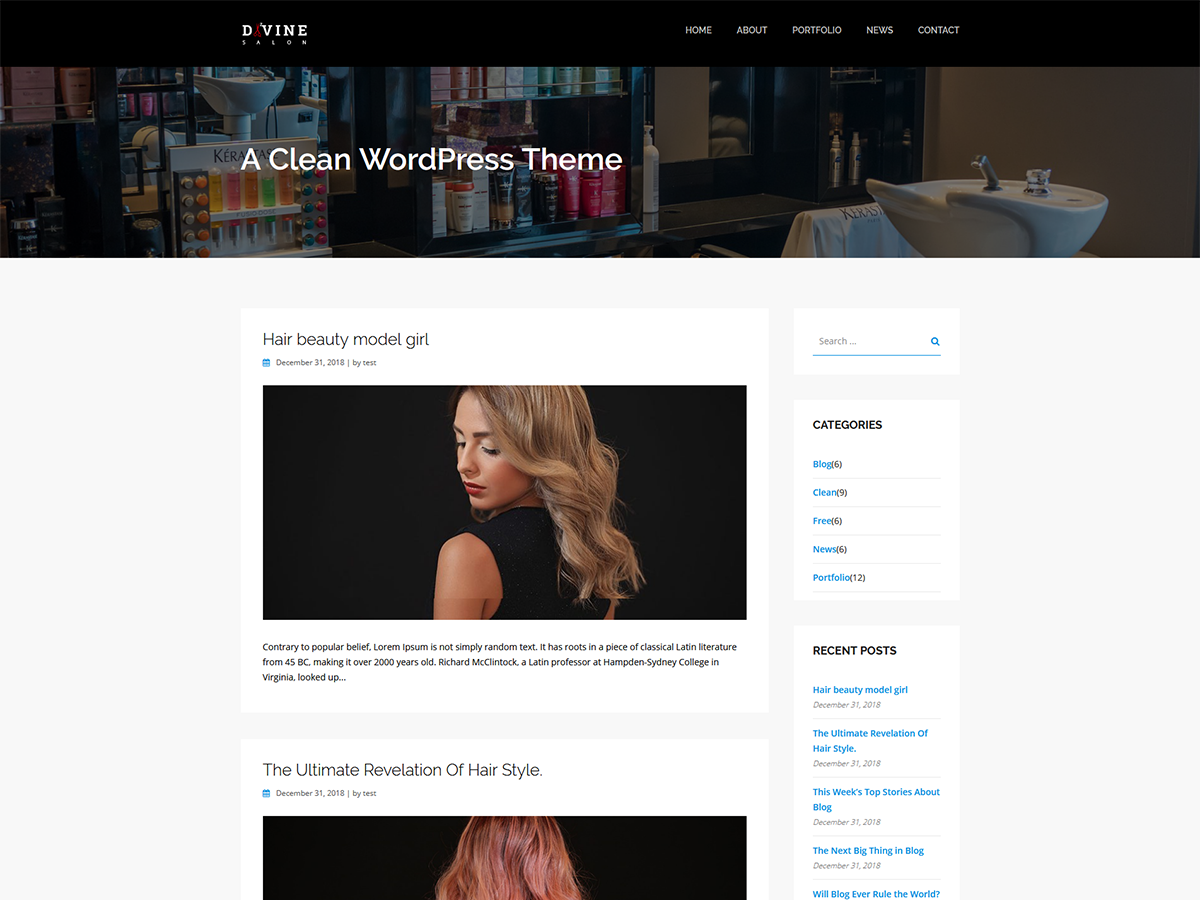 DIVINE
SALON
HOME ABOUT PORTFOLIO NEWS CONTACT
A Clean WordPress Theme
Hair beauty model girl
December 31, 2018 | by test
Contrary to popular belief, Lorem Ipsum is not simply random text. It has roots in a piece of classical Latin literature
from 45 BC, making it over 2000 years old. Richard McClintock, a Latin professor at Hampden-Sydney College in
Virginia, looked up...
The Ultimate Revelation Of Hair Style.
December 31, 2018 | by test
Search ...
CATEGORIES
Blog(6)
Clean(9)
Free(6)
News(6)
Portfolio(12)
RECENT POSTS
Hair beauty model girl
December 31, 2018
The Ultimate Revelation Of
Hair Style.
December 31, 2018
This Week’s Top Stories About
Blog
December 31, 2018
The Next Big Thing in Blog
December 31, 2018
Will Blog Ever Rule the World?